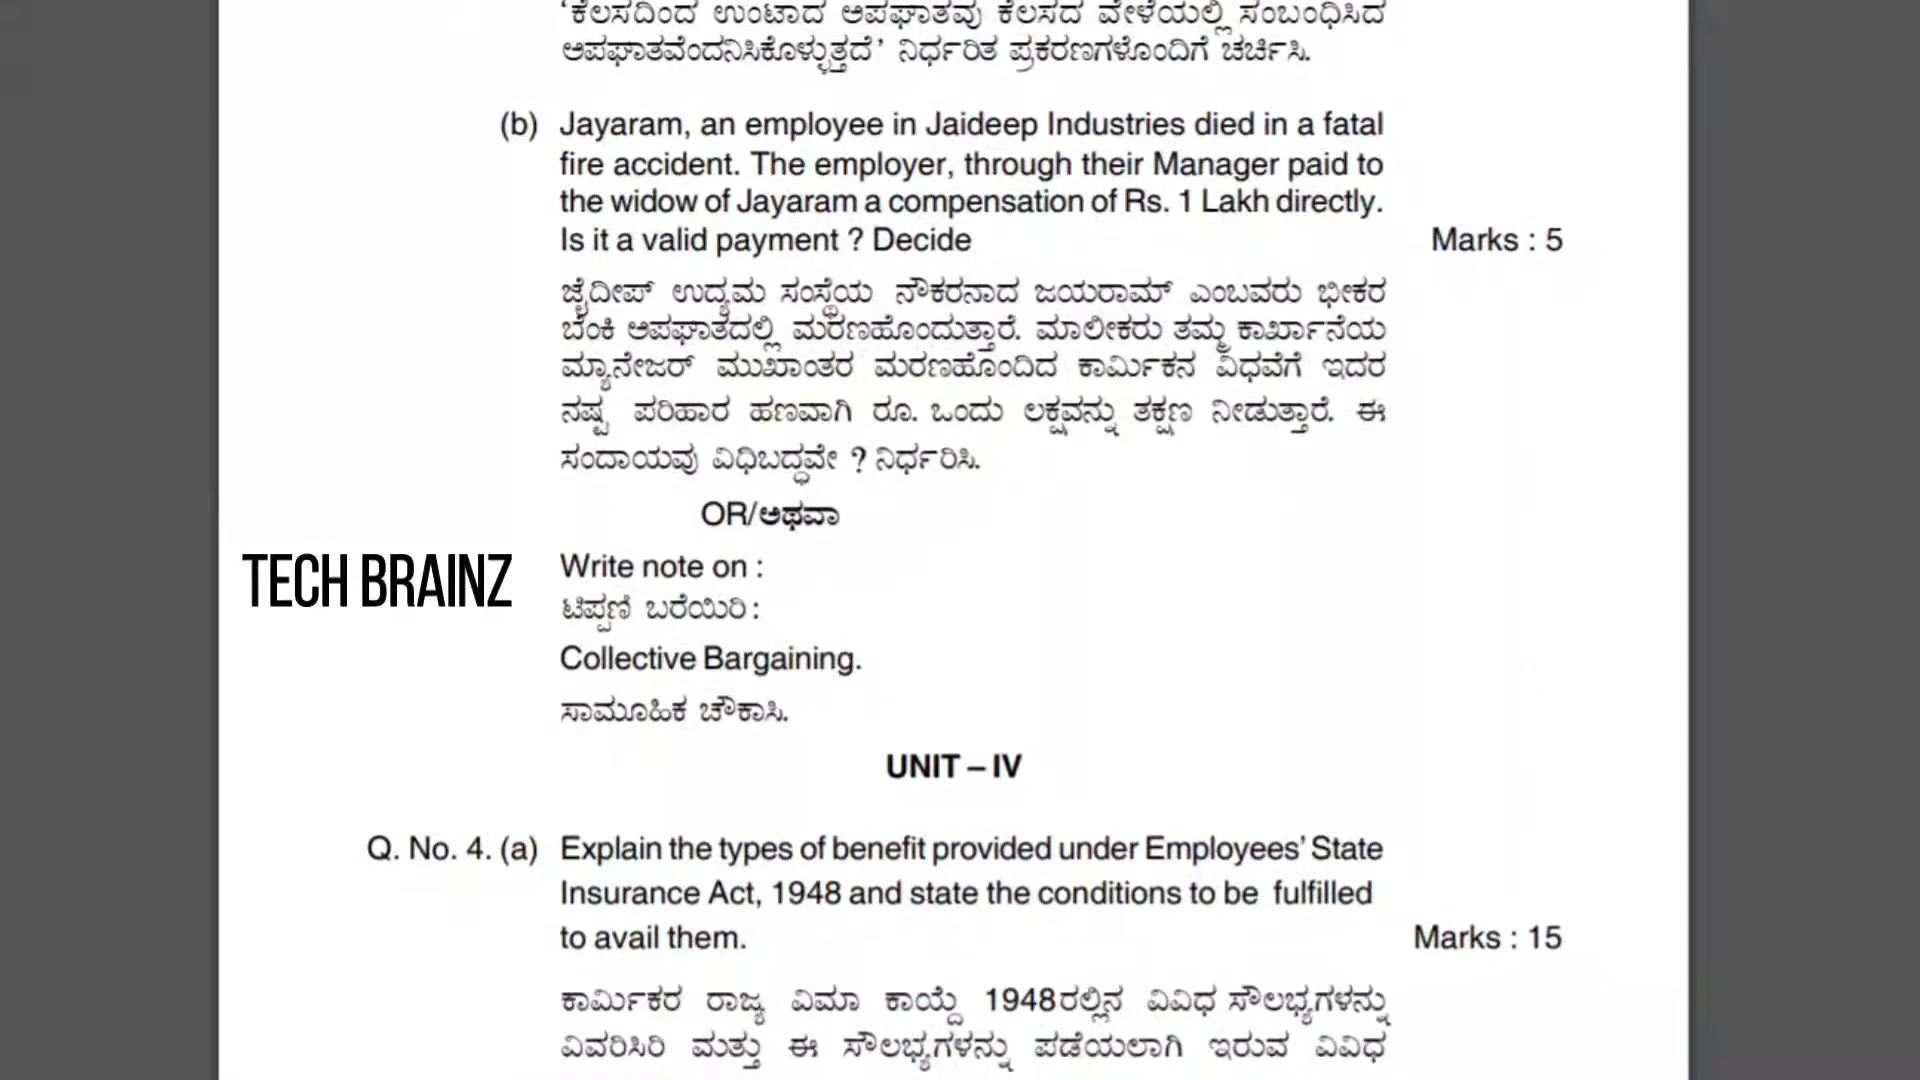 ‘ಕೆಲಸದಿಂದ ಉಂಟಾದ ಅಪಘಾತವು ಕೆಲಸದ ವೇಳೆಯಲ್ಲಿ ಸಂಬಂಧಿಸಿದ
ಅಪಘಾತವೆಂದನಿಸಿಕೊಳ್ಳುತ್ತದೆ’ ನಿರ್ಧರಿತ ಪ್ರಕರಣಗಳೊಂದಿಗೆ ಚರ್ಚಿಸಿ.
(b) Jayaram, an employee in Jaideep Industries died in a fatal
fire accident. The employer, through their Manager paid to
the widow of Jayaram a compensation of Rs. 1 Lakh directly.
Is it a valid payment ? Decide Marks : 5
ಜೈದೀಪ್ ಉದ್ಯಮ ಸಂಸ್ಥೆಯ ನೌಕರನಾದ ಜಯರಾಮ್ ಎಂಬವರು ಭೀಕರ
ಬೆಂಕಿ ಅಪಘಾತದಲ್ಲಿ ಮರಣಹೊಂದುತ್ತಾರೆ. ಮಾಲೀಕರು ತಮ್ಮ ಕಾರ್ಖಾನೆಯ
ಮ್ಯಾನೇಜರ್ ಮುಖಾಂತರ ಮರಣಹೊಂದಿದ ಕಾರ್ಮಿಕನ ವಿಧವೆಗೆ ಇದರ
ನಷ್ಟ ಪರಿಹಾರ ಹಣವಾಗಿ ರೂ. ಒಂದು ಲಕ್ಷವನ್ನು ತಕ್ಷಣ ನೀಡುತ್ತಾರೆ. ಈ
ಸಂದಾಯವು ವಿಧಿಬದ್ಧವೇ ? ನಿರ್ಧರಿಸಿ.
OR/ಅಥವಾ
TECH BRAINZ
Write note on :
ಟಿಪ್ಪಣಿ ಬರೆಯಿರಿ :
Collective Bargaining.
ಸಾಮೂಹಿಕ ಚೌಕಾಸಿ.
UNIT – IV
Q. No. 4. (a) Explain the types of benefit provided under Employees’ State
Insurance Act, 1948 and state the conditions to be fulfilled
to avail them. Marks : 15
ಕಾರ್ಮಿಕರ ರಾಜ್ಯ ವಿಮಾ ಕಾಯ್ದೆ 1948ರಲ್ಲಿನ ವಿವಿಧ ಸೌಲಭ್ಯಗಳನ್ನು
ವಿವರಿಸಿರಿ ಮತ್ತು ಈ ಸೌಲಭ್ಯಗಳನ್ನು ಪಡೆಯಲಾಗಿ ಇರುವ ವಿವಿಧ